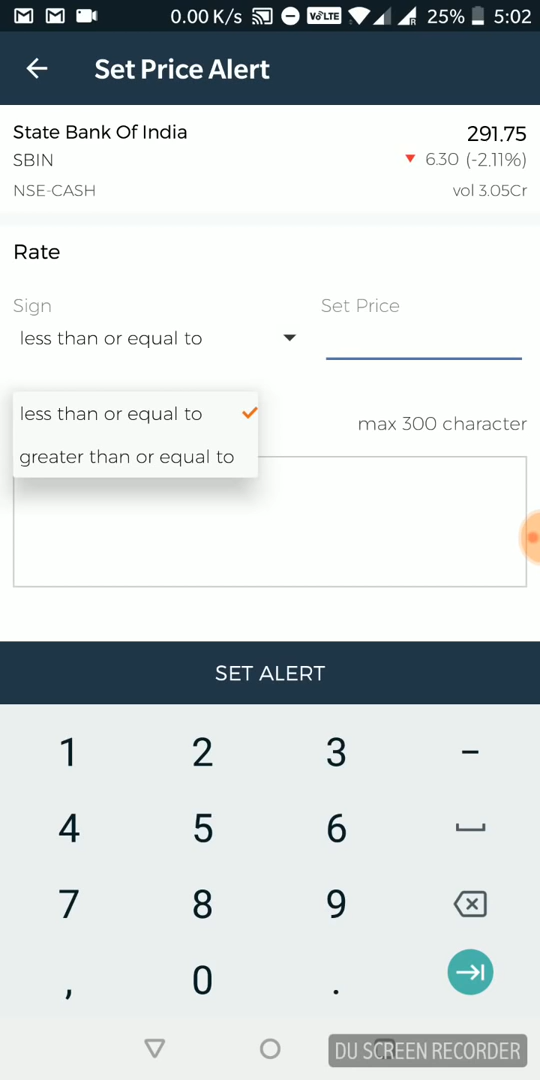 0.00 K/s VoLTE R 25% 5:02
Set Price Alert
State Bank Of India 291.75
SBIN 6.30 (-2.11%)
NSE-CASH vol 3.05Cr
Rate
Sign Set Price
less than or equal to
less than or equal to max 300 character
greater than or equal to
SET ALERT
1 2 3 -
4 5 6
7 8 9
, 0 .
DU SCREEN RECORDER